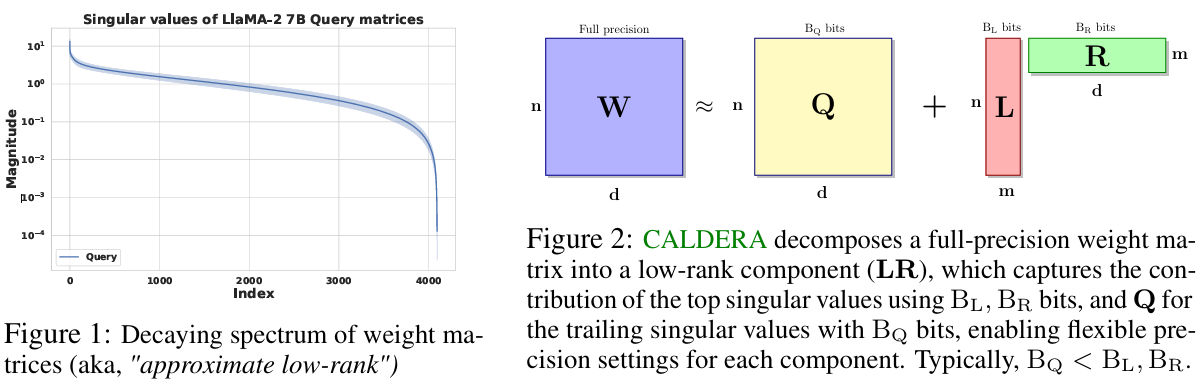 Singular values of LlaMA-2 7B Query matrices
10¹
10⁰
10⁻¹
10⁻²
10⁻³
10⁻⁴
Magnitude
Query
0 1000 2000 3000 4000
Index
Figure 1: Decaying spectrum of weight ma-
trices (aka, "approximate low-rank")
Full precision
B_Q bits
B_L bits
B_R bits
n
W
d
≈
n
Q
d
+
n
L
m
R
m
d
Figure 2: CALDERA decomposes a full-precision weight ma-
trix into a low-rank component (LR), which captures the con-
tribution of the top singular values using B_L, B_R bits, and Q for
the trailing singular values with B_Q bits, enabling flexible pre-
cision settings for each component. Typically, B_Q < B_L, B_R.